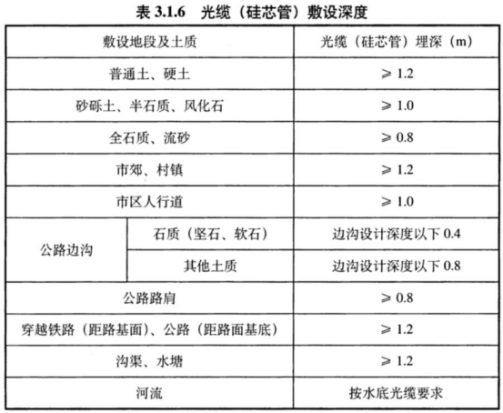 表 3.1.6 光缆（硅芯管）敷设深度
敷设地段及土质 光缆（硅芯管）埋深（m）
普通土、硬土 ≥1.2
砂砾土、半石质、风化石 ≥1.0
全石质、流砂 ≥0.8
市郊、村镇 ≥1.2
市区人行道 ≥1.0
公路边沟 石质（坚石、软石） 边沟设计深度以下 0.4
其他土质 边沟设计深度以下 0.8
公路路肩 ≥0.8
穿越铁路（距路基面）、公路（距路面基底） ≥1.2
沟渠、水塘 ≥1.2
河流 按水底光缆要求